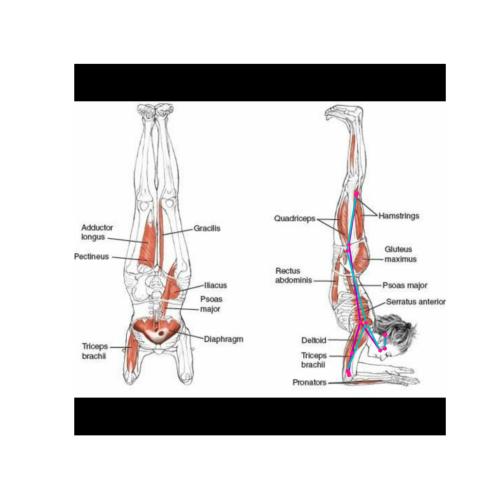 Adductor
longus
Gracilis
Pectineus
Iliacus
Psoas
major
Diaphragm
Triceps
brachii
Quadriceps
Hamstrings
Gluteus
maximus
Rectus
abdominis
Psoas major
Serratus anterior
Deltoid
Triceps
brachii
Pronators